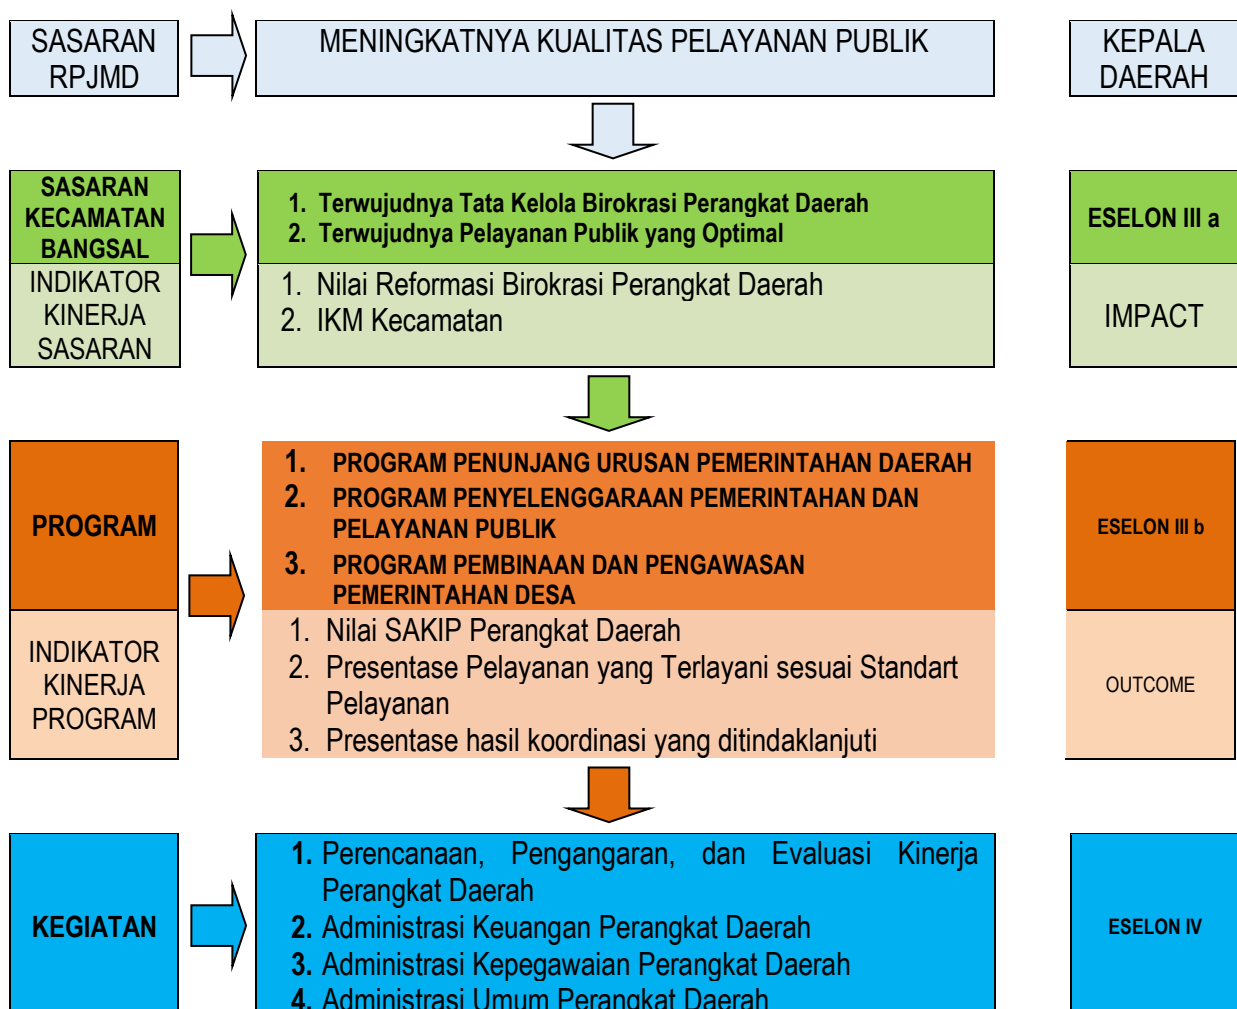 SASARAN
RPJMD
MENINGKATNYA KUALITAS PELAYANAN PUBLIK
KEPALA
DAERAH
SASARAN
KECAMATAN
BANGSAL
1. Terwujudnya Tata Kelola Birokrasi Perangkat Daerah
2. Terwujudnya Pelayanan Publik yang Optimal
ESELON III a
INDIKATOR
KINERJA
SASARAN
1. Nilai Reformasi Birokrasi Perangkat Daerah
2. IKM Kecamatan
IMPACT
PROGRAM
1. PROGRAM PENUNJANG URUSAN PEMERINTAHAN DAERAH
2. PROGRAM PENYELENGGARAAN PEMERINTAHAN DAN
PELAYANAN PUBLIK
3. PROGRAM PEMBINAAN DAN PENGAWASAN
PEMERINTAHAN DESA
ESELON III b
INDIKATOR
KINERJA
PROGRAM
1. Nilai SAKIP Perangkat Daerah
2. Presentase Pelayanan yang Terlayani sesuai Standart
Pelayanan
3. Presentase hasil koordinasi yang ditindaklanjuti
OUTCOME
KEGIATAN
1. Perencanaan, Pengangaran, dan Evaluasi Kinerja
Perangkat Daerah
2. Administrasi Keuangan Perangkat Daerah
3. Administrasi Kepegawaian Perangkat Daerah
4. Administrasi Umum Perangkat Daerah
ESELON IV